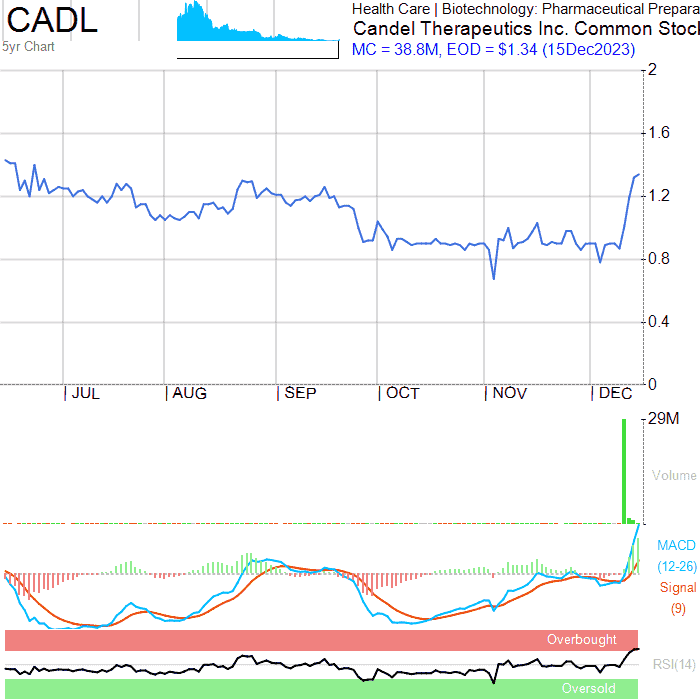 CADL
5yr Chart
Health Care | Biotechnology: Pharmaceutical Prepara
Candel Therapeutics Inc. Common Stoc
MC = 38.8M, EOD = $1.34 (15Dec2023)
2
1.6
1.2
0.8
0.4
0
| JUL | AUG | SEP | OCT | NOV | DEC
29M
Volume
MACD
(12-26)
Signal
(9)
Overbought
RSI(14)
Oversold